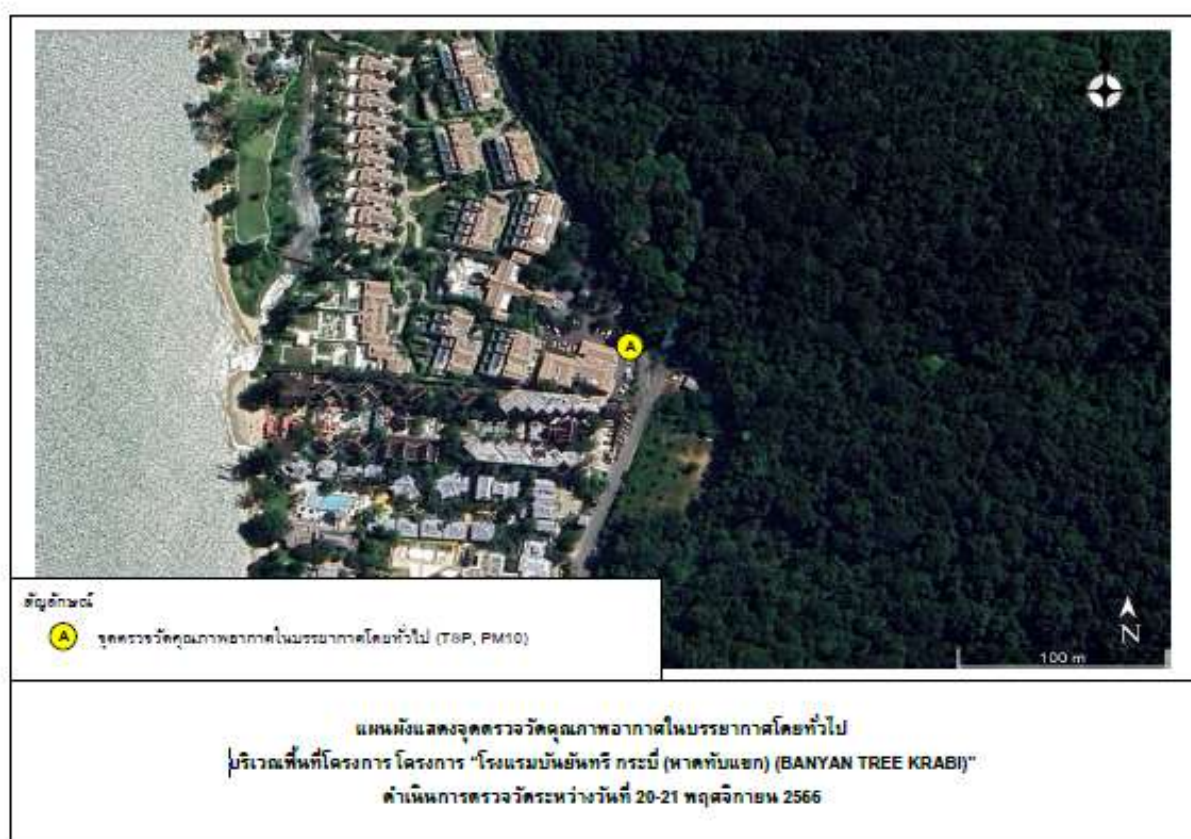 A
N
100 m
สัญลักษณ์
A จุดตรวจวัดคุณภาพอากาศในบรรยากาศโดยทั่วไป (TSP, PM10)
แผนผังแสดงจุดตรวจวัดคุณภาพอากาศในบรรยากาศโดยทั่วไป
บริเวณพื้นที่โครงการ โครงการ "โรงแรมบันยันทรี กระบี่ (หาดทับแขก) (BANYAN TREE KRABI)"
ดำเนินการตรวจวัดระหว่างวันที่ 20-21 พฤศจิกายน 2566